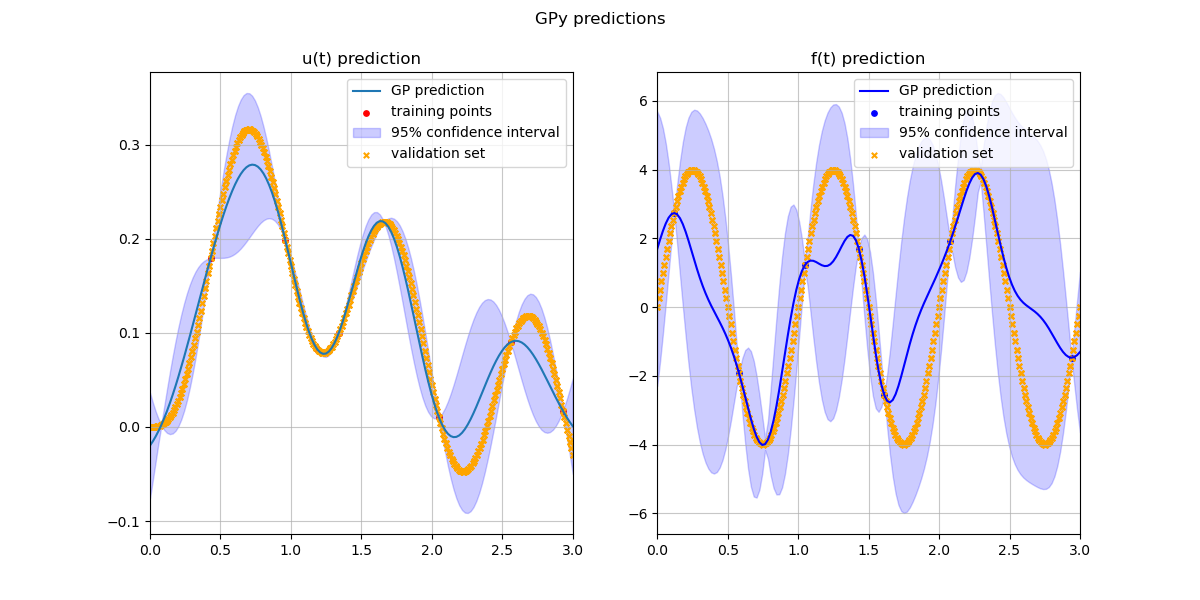 GPy predictions
u(t) prediction
GP prediction
training points
95% confidence interval
validation set
0.3
0.2
0.1
0.0
−0.1
0.0 0.5 1.0 1.5 2.0 2.5 3.0
f(t) prediction
GP prediction
training points
95% confidence interval
validation set
6
4
2
0
−2
−4
−6
0.0 0.5 1.0 1.5 2.0 2.5 3.0